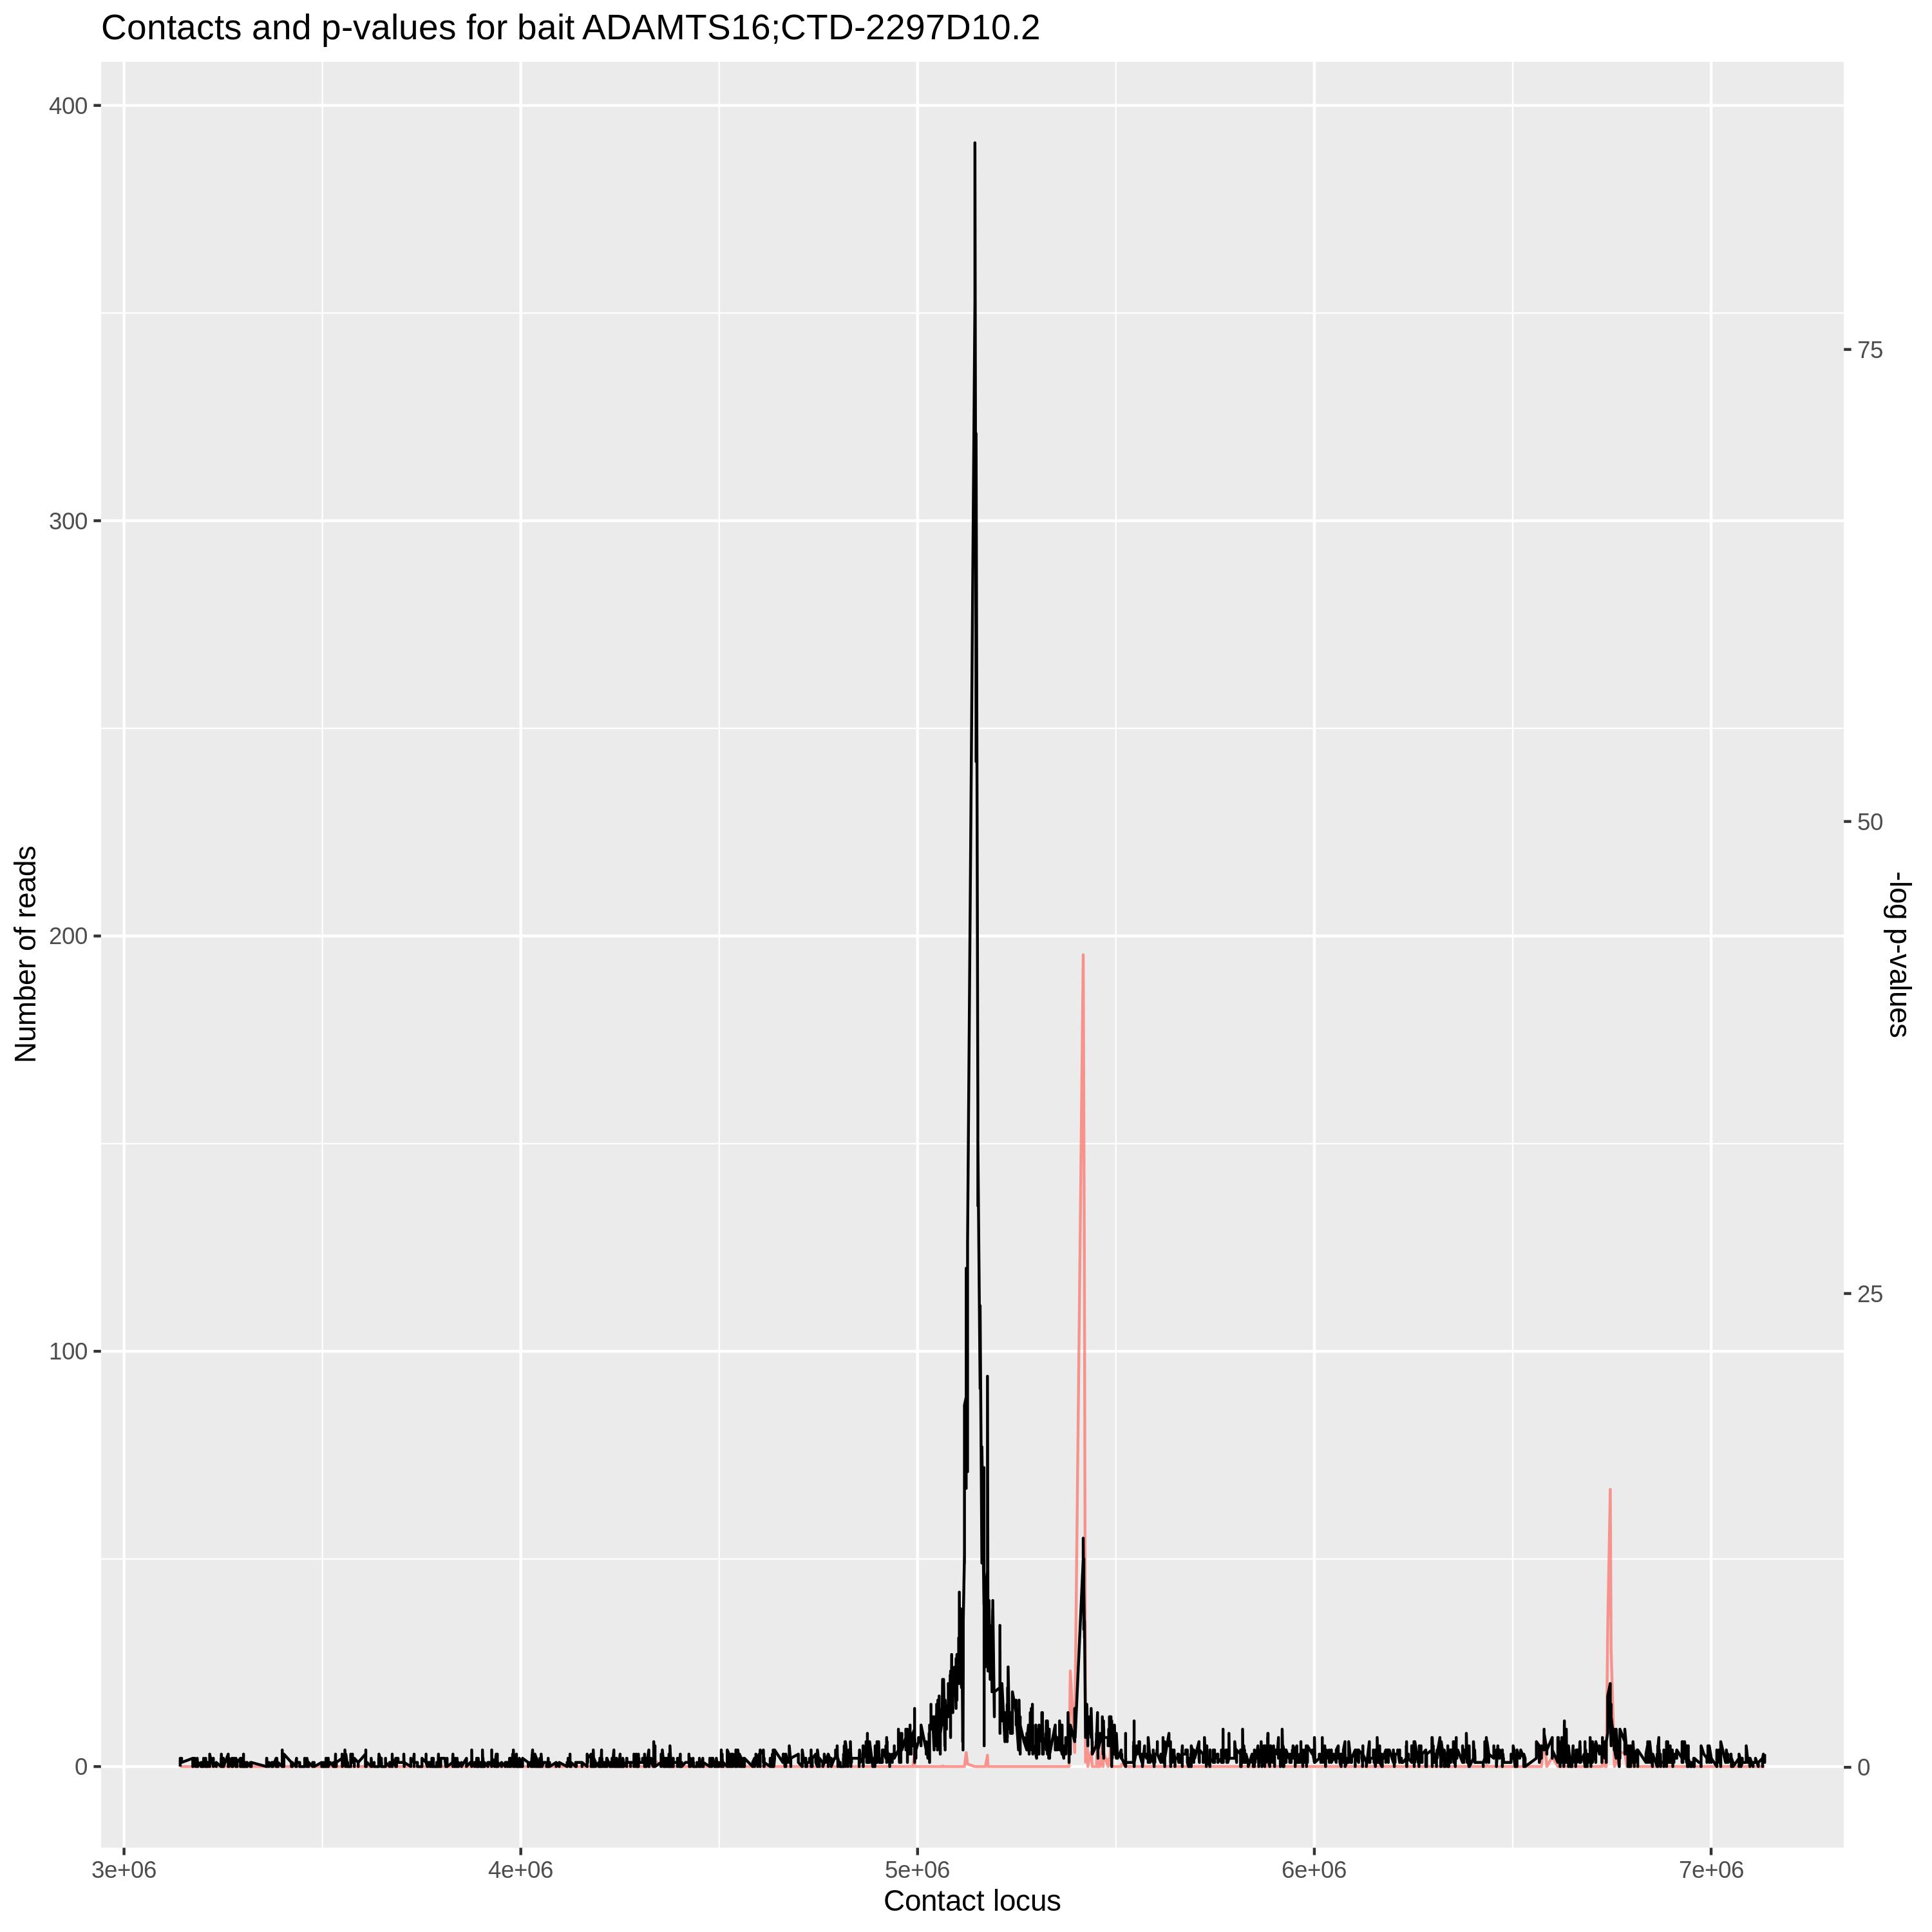 Contacts and p-values for bait ADAMTS16;CTD-2297D10.2
400
300
200
100
0
Number of reads
75
50
25
0
-log p-values
3e+06
4e+06
5e+06
6e+06
7e+06
Contact locus